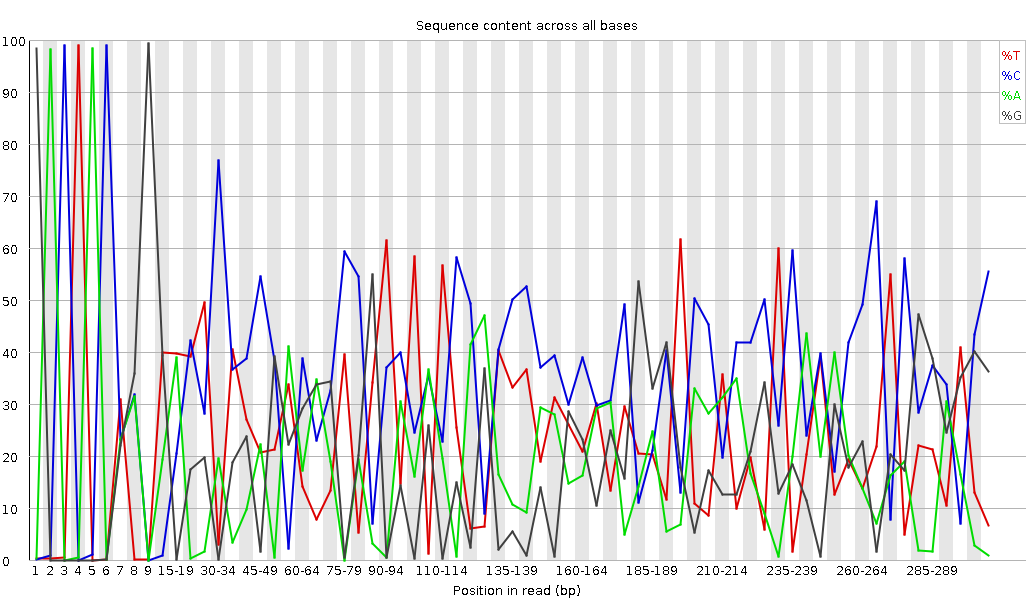 Sequence content across all bases
100
90
80
70
60
50
40
30
20
10
0
%T
%C
%A
%G
1 2 3 4 5 6 7 8 9 15-19 30-34 45-49 60-64 75-79 90-94 110-114 135-139 160-164 185-189 210-214 235-239 260-264 285-289
Position in read (bp)